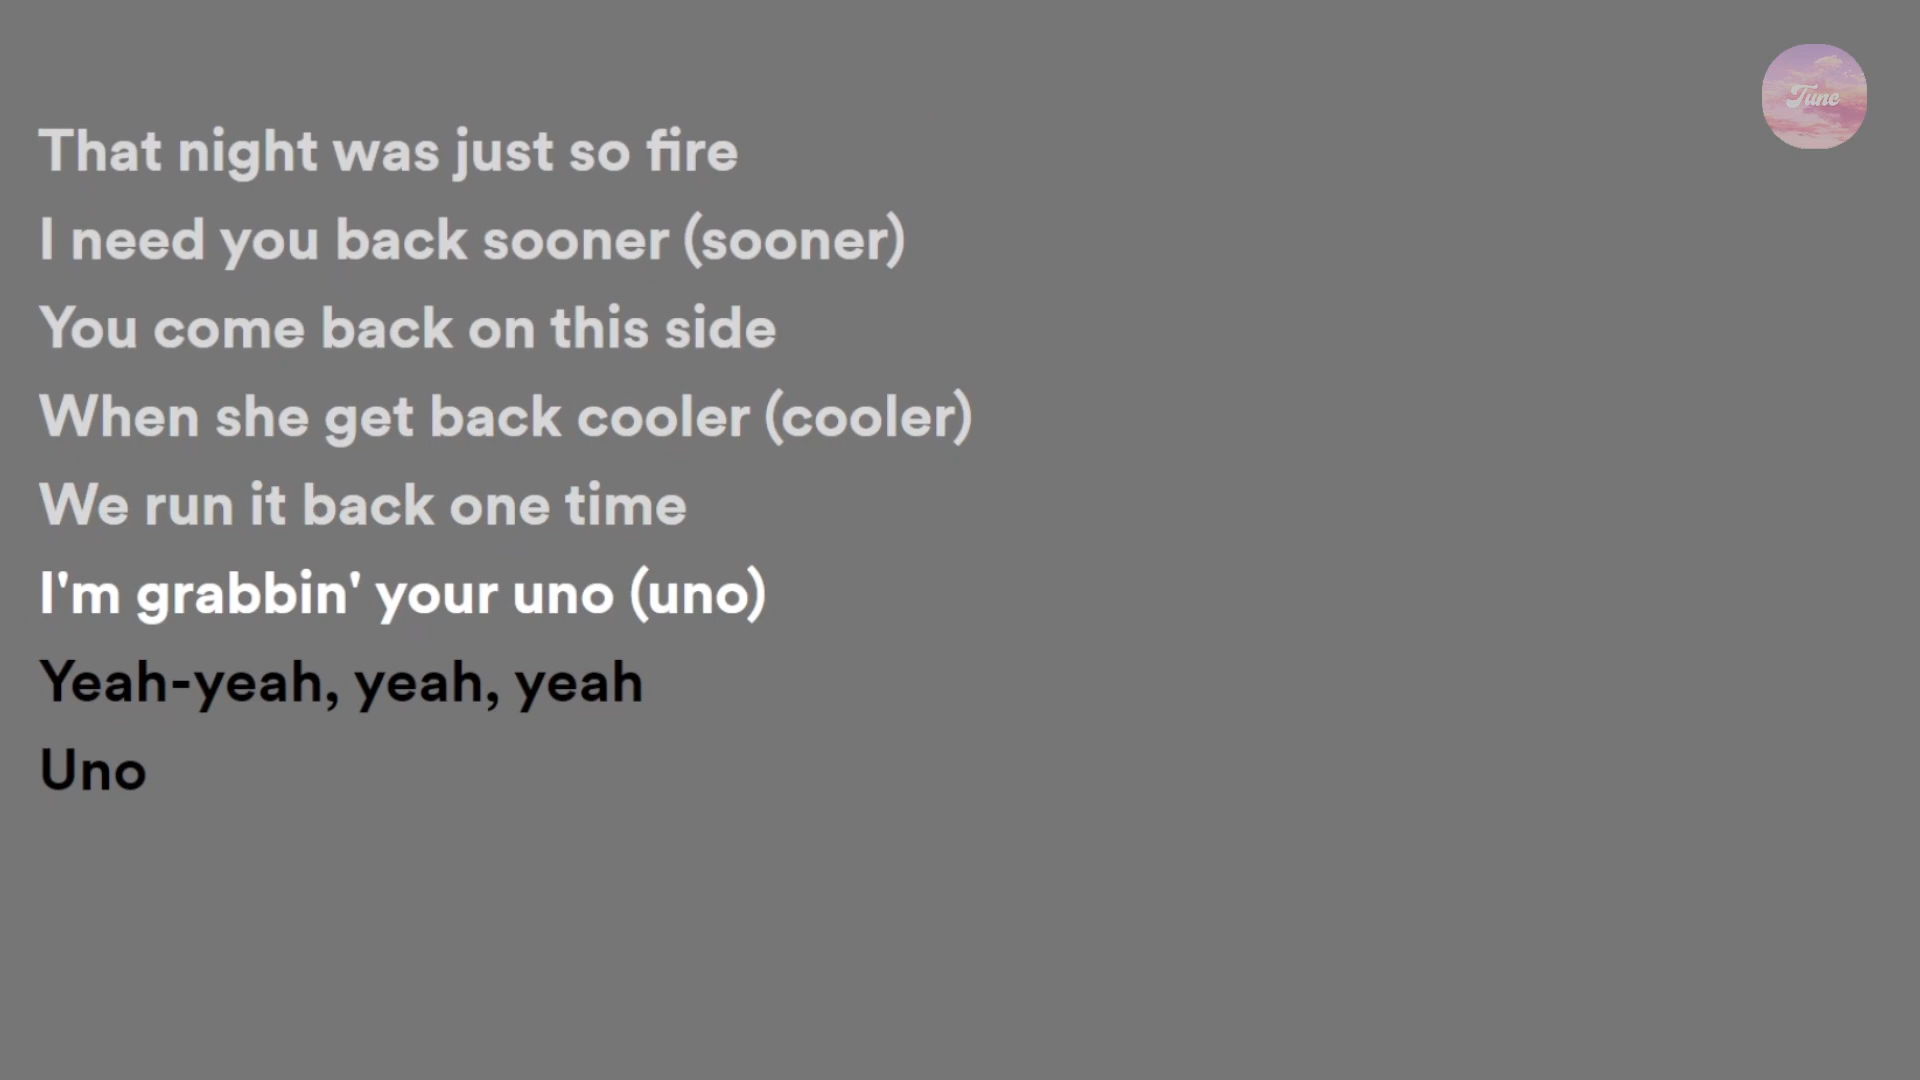 Tune
That night was just so fire
I need you back sooner (sooner)
You come back on this side
When she get back cooler (cooler)
We run it back one time
I'm grabbin' your uno (uno)
Yeah-yeah, yeah, yeah
Uno